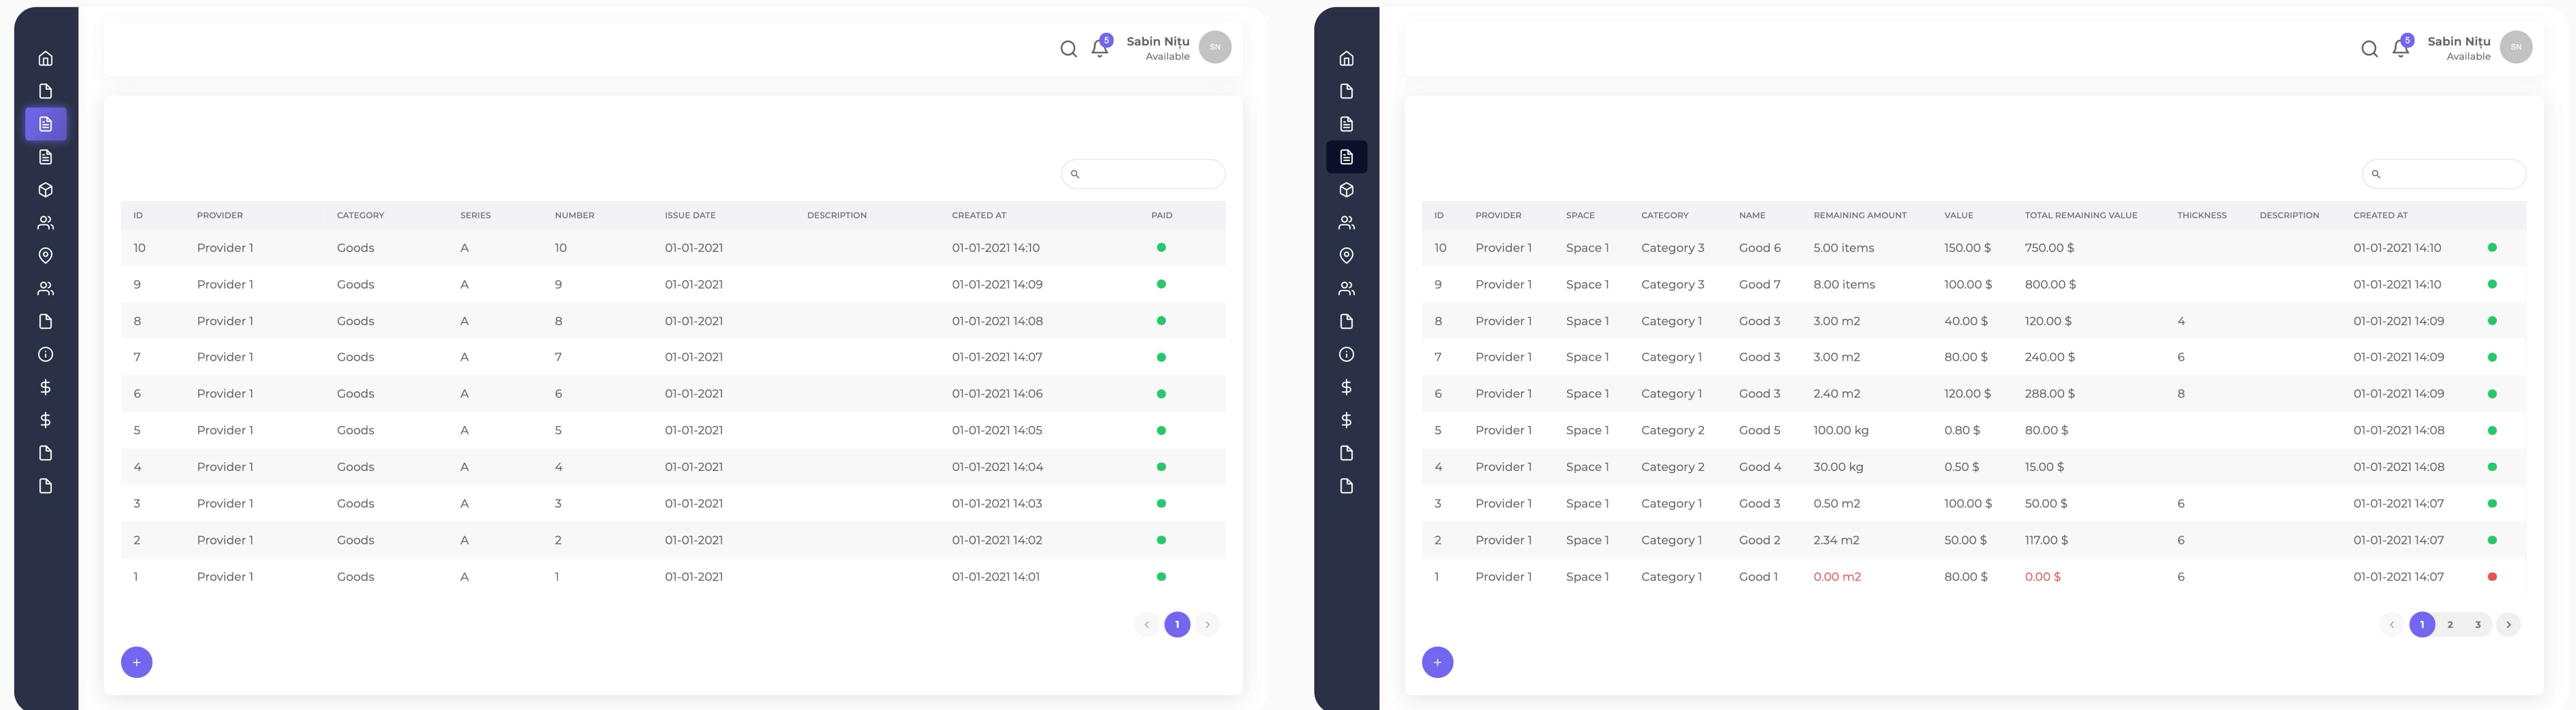 5
Sabin Nițu
Available
SN
ID PROVIDER CATEGORY SERIES NUMBER ISSUE DATE DESCRIPTION CREATED AT PAID
10 Provider 1 Goods A 10 01-01-2021 01-01-2021 14:10
9 Provider 1 Goods A 9 01-01-2021 01-01-2021 14:09
8 Provider 1 Goods A 8 01-01-2021 01-01-2021 14:08
7 Provider 1 Goods A 7 01-01-2021 01-01-2021 14:07
6 Provider 1 Goods A 6 01-01-2021 01-01-2021 14:06
5 Provider 1 Goods A 5 01-01-2021 01-01-2021 14:05
4 Provider 1 Goods A 4 01-01-2021 01-01-2021 14:04
3 Provider 1 Goods A 3 01-01-2021 01-01-2021 14:03
2 Provider 1 Goods A 2 01-01-2021 01-01-2021 14:02
1 Provider 1 Goods A 1 01-01-2021 01-01-2021 14:01
1
5
Sabin Nițu
Available
SN
ID PROVIDER SPACE CATEGORY NAME REMAINING AMOUNT VALUE TOTAL REMAINING VALUE THICKNESS DESCRIPTION CREATED AT
10 Provider 1 Space 1 Category 3 Good 6 5.00 items 150.00 $ 750.00 $ 01-01-2021 14:10
9 Provider 1 Space 1 Category 3 Good 7 8.00 items 100.00 $ 800.00 $ 01-01-2021 14:10
8 Provider 1 Space 1 Category 1 Good 3 3.00 m2 40.00 $ 120.00 $ 4 01-01-2021 14:09
7 Provider 1 Space 1 Category 1 Good 3 3.00 m2 80.00 $ 240.00 $ 6 01-01-2021 14:09
6 Provider 1 Space 1 Category 1 Good 3 2.40 m2 120.00 $ 288.00 $ 8 01-01-2021 14:09
5 Provider 1 Space 1 Category 2 Good 5 100.00 kg 0.80 $ 80.00 $ 01-01-2021 14:08
4 Provider 1 Space 1 Category 2 Good 4 30.00 kg 0.50 $ 15.00 $ 01-01-2021 14:08
3 Provider 1 Space 1 Category 1 Good 3 0.50 m2 100.00 $ 50.00 $ 6 01-01-2021 14:07
2 Provider 1 Space 1 Category 1 Good 2 2.34 m2 50.00 $ 117.00 $ 6 01-01-2021 14:07
1 Provider 1 Space 1 Category 1 Good 1 0.00 m2 80.00 $ 0.00 $ 6 01-01-2021 14:07
1 2 3